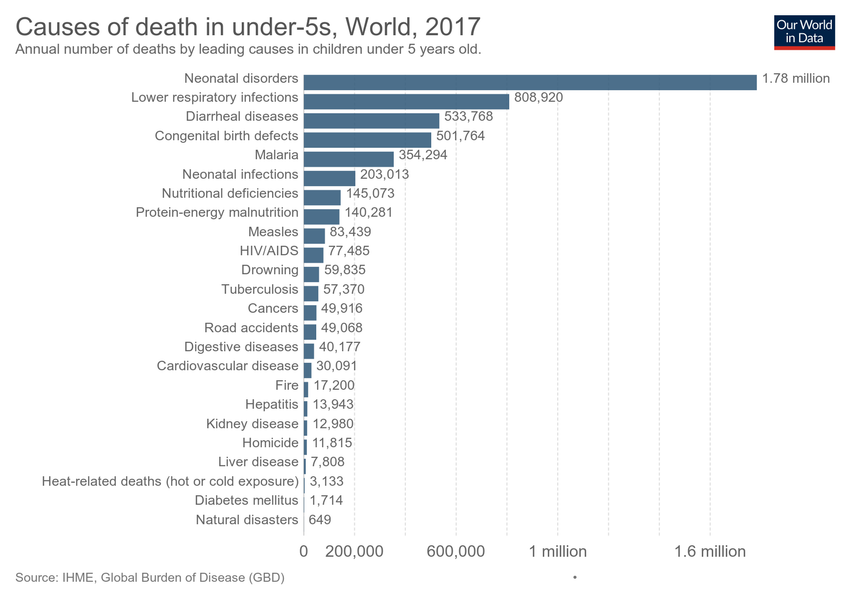 Causes of death in under-5s, World, 2017
Annual number of deaths by leading causes in children under 5 years old.
Our World
in Data
Neonatal disorders 1.78 million
Lower respiratory infections 808,920
Diarrheal diseases 533,768
Congenital birth defects 501,764
Malaria 354,294
Neonatal infections 203,013
Nutritional deficiencies 145,073
Protein-energy malnutrition 140,281
Measles 83,439
HIV/AIDS 77,485
Drowning 59,835
Tuberculosis 57,370
Cancers 49,916
Road accidents 49,068
Digestive diseases 40,177
Cardiovascular disease 30,091
Fire 17,200
Hepatitis 13,943
Kidney disease 12,980
Homicide 11,815
Liver disease 7,808
Heat-related deaths (hot or cold exposure) 3,133
Diabetes mellitus 1,714
Natural disasters 649
0 200,000 600,000 1 million 1.6 million
Source: IHME, Global Burden of Disease (GBD) •